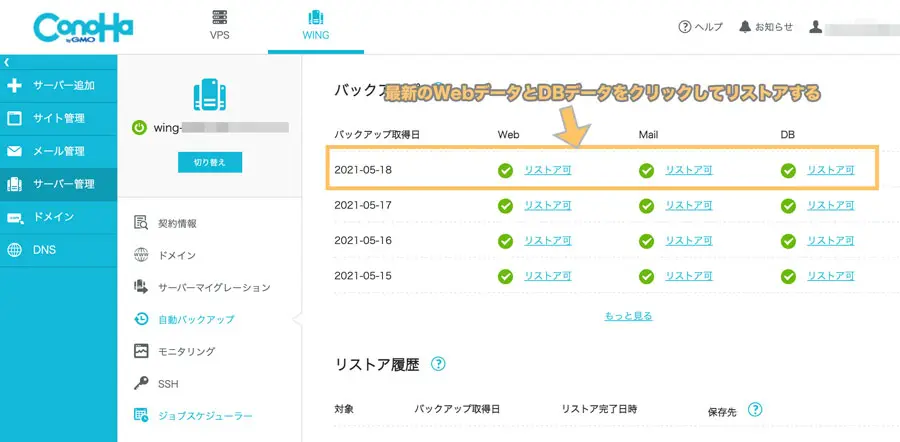 ConoHa
by GMO
VPS
WING
ヘルプ
お知らせ
サーバー追加
サイト管理
メール管理
サーバー管理
ドメイン
DNS
wing-
切り替え
契約情報
ドメイン
サーバーマイグレーション
自動バックアップ
モニタリング
SSH
ジョブスケジューラー
バックア
最新のWebデータとDBデータをクリックしてリストアする
バックアップ取得日 Web Mail DB
2021-05-18 リストア可 リストア可 リストア可
2021-05-17 リストア可 リストア可 リストア可
2021-05-16 リストア可 リストア可 リストア可
2021-05-15 リストア可 リストア可 リストア可
もっと見る
リストア履歴 ?
対象 バックアップ取得日 リストア完了日時 保存先 ?